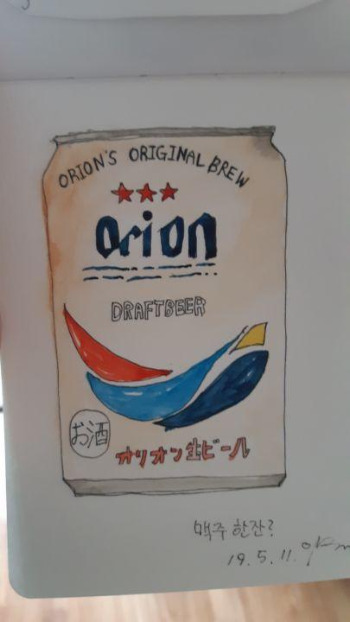 ORION'S ORIGINAL BREW
orion
DRAFTBEER
お酒
オリオン生ビール
맥주 한잔?
19. 5. 11.